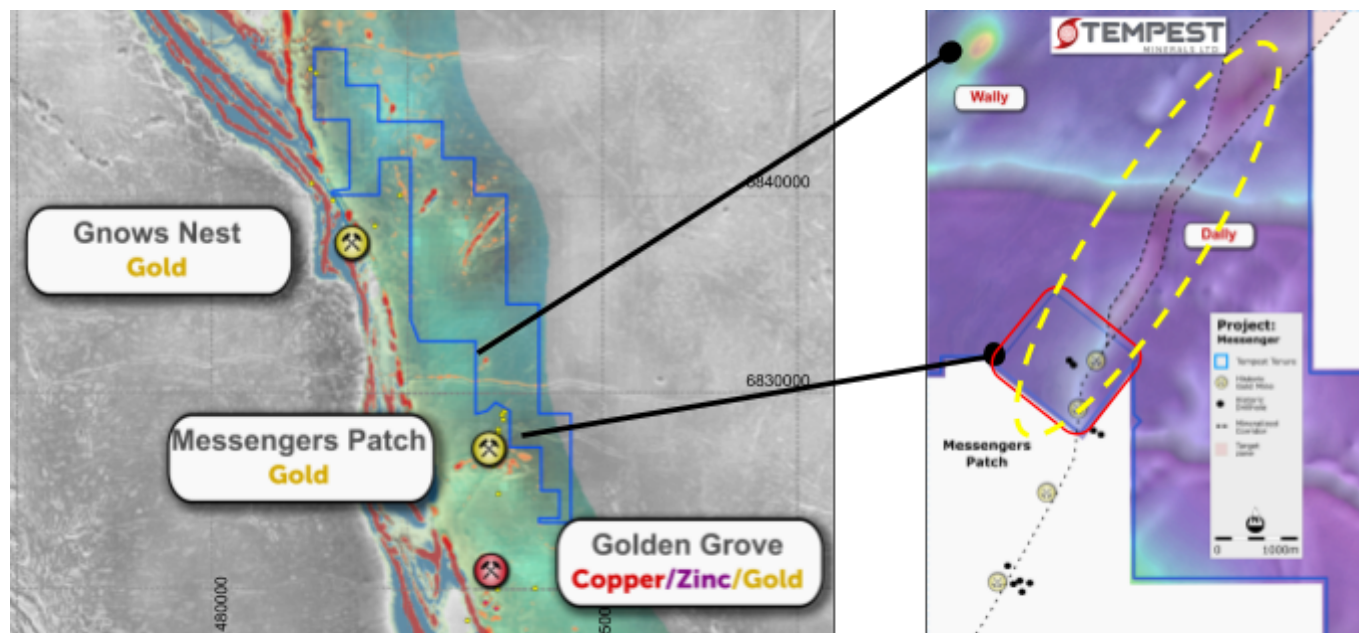 6840000
Gnows Nest
Gold
6830000
Messengers Patch
Gold
Golden Grove
Copper/Zinc/Gold
480000
TEMPEST
MINERALS LTD
Wally
Dally
Messengers
Patch
Project:
Messenger
Tempest Tenure
Historic
Gold Mine
Historic
Drillhole
Mineralised
Corridor
Target
zone
0 1000m